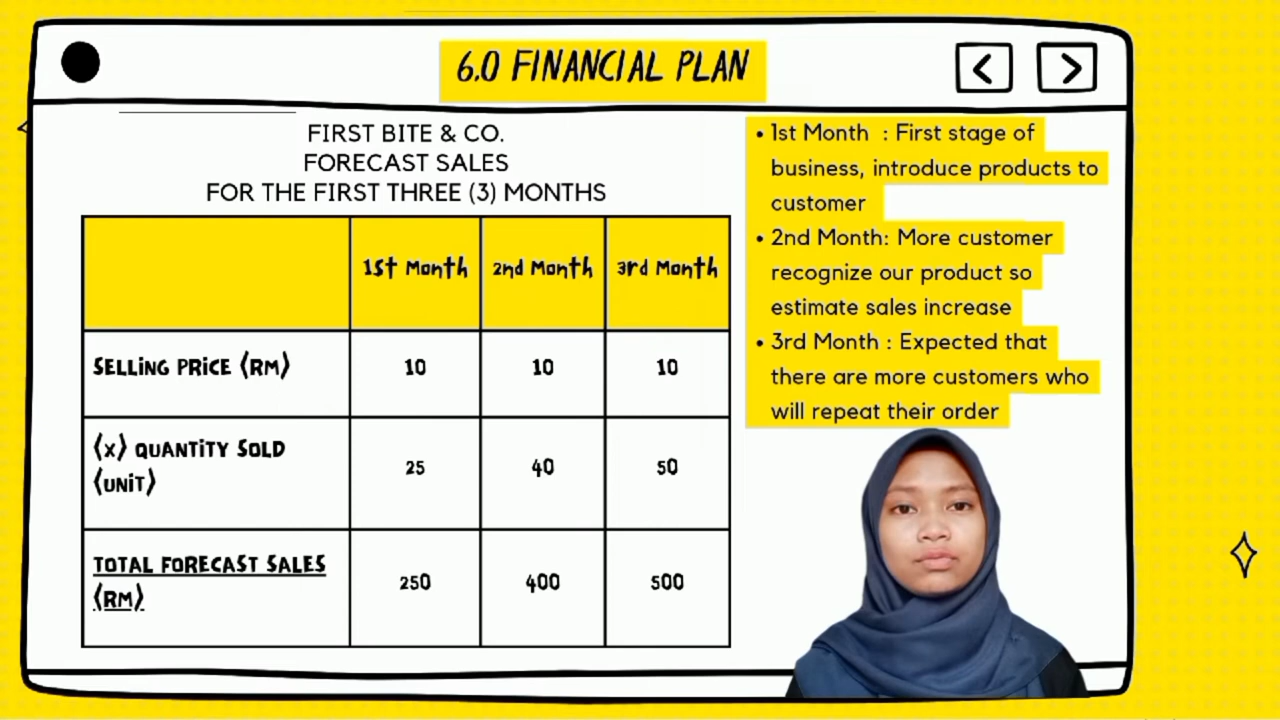 6.0 FINANCIAL PLAN
FIRST BITE & CO.
FORECAST SALES
FOR THE FIRST THREE (3) MONTHS
1st Month 2nd Month 3rd Month
SELLING PRICE (RM) 10 10 10
(X) QUANTITY SOLD
(UNIT) 25 40 50
TOTAL FORECAST SALES
(RM) 250 400 500
• 1st Month : First stage of
business, introduce products to
customer
• 2nd Month: More customer
recognize our product so
estimate sales increase
• 3rd Month : Expected that
there are more customers who
will repeat their order